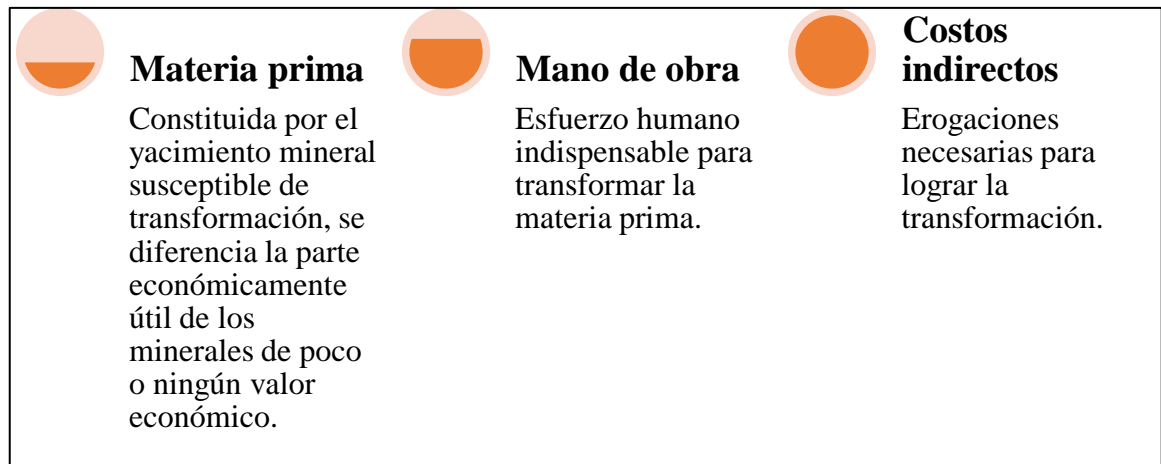 Materia prima
Constituida por el
yacimiento mineral
susceptible de
transformación, se
diferencia la parte
económicamente
útil de los
minerales de poco
o ningún valor
económico.
Mano de obra
Esfuerzo humano
indispensable para
transformar la
materia prima.
Costos
indirectos
Erogaciones
necesarias para
lograr la
transformación.